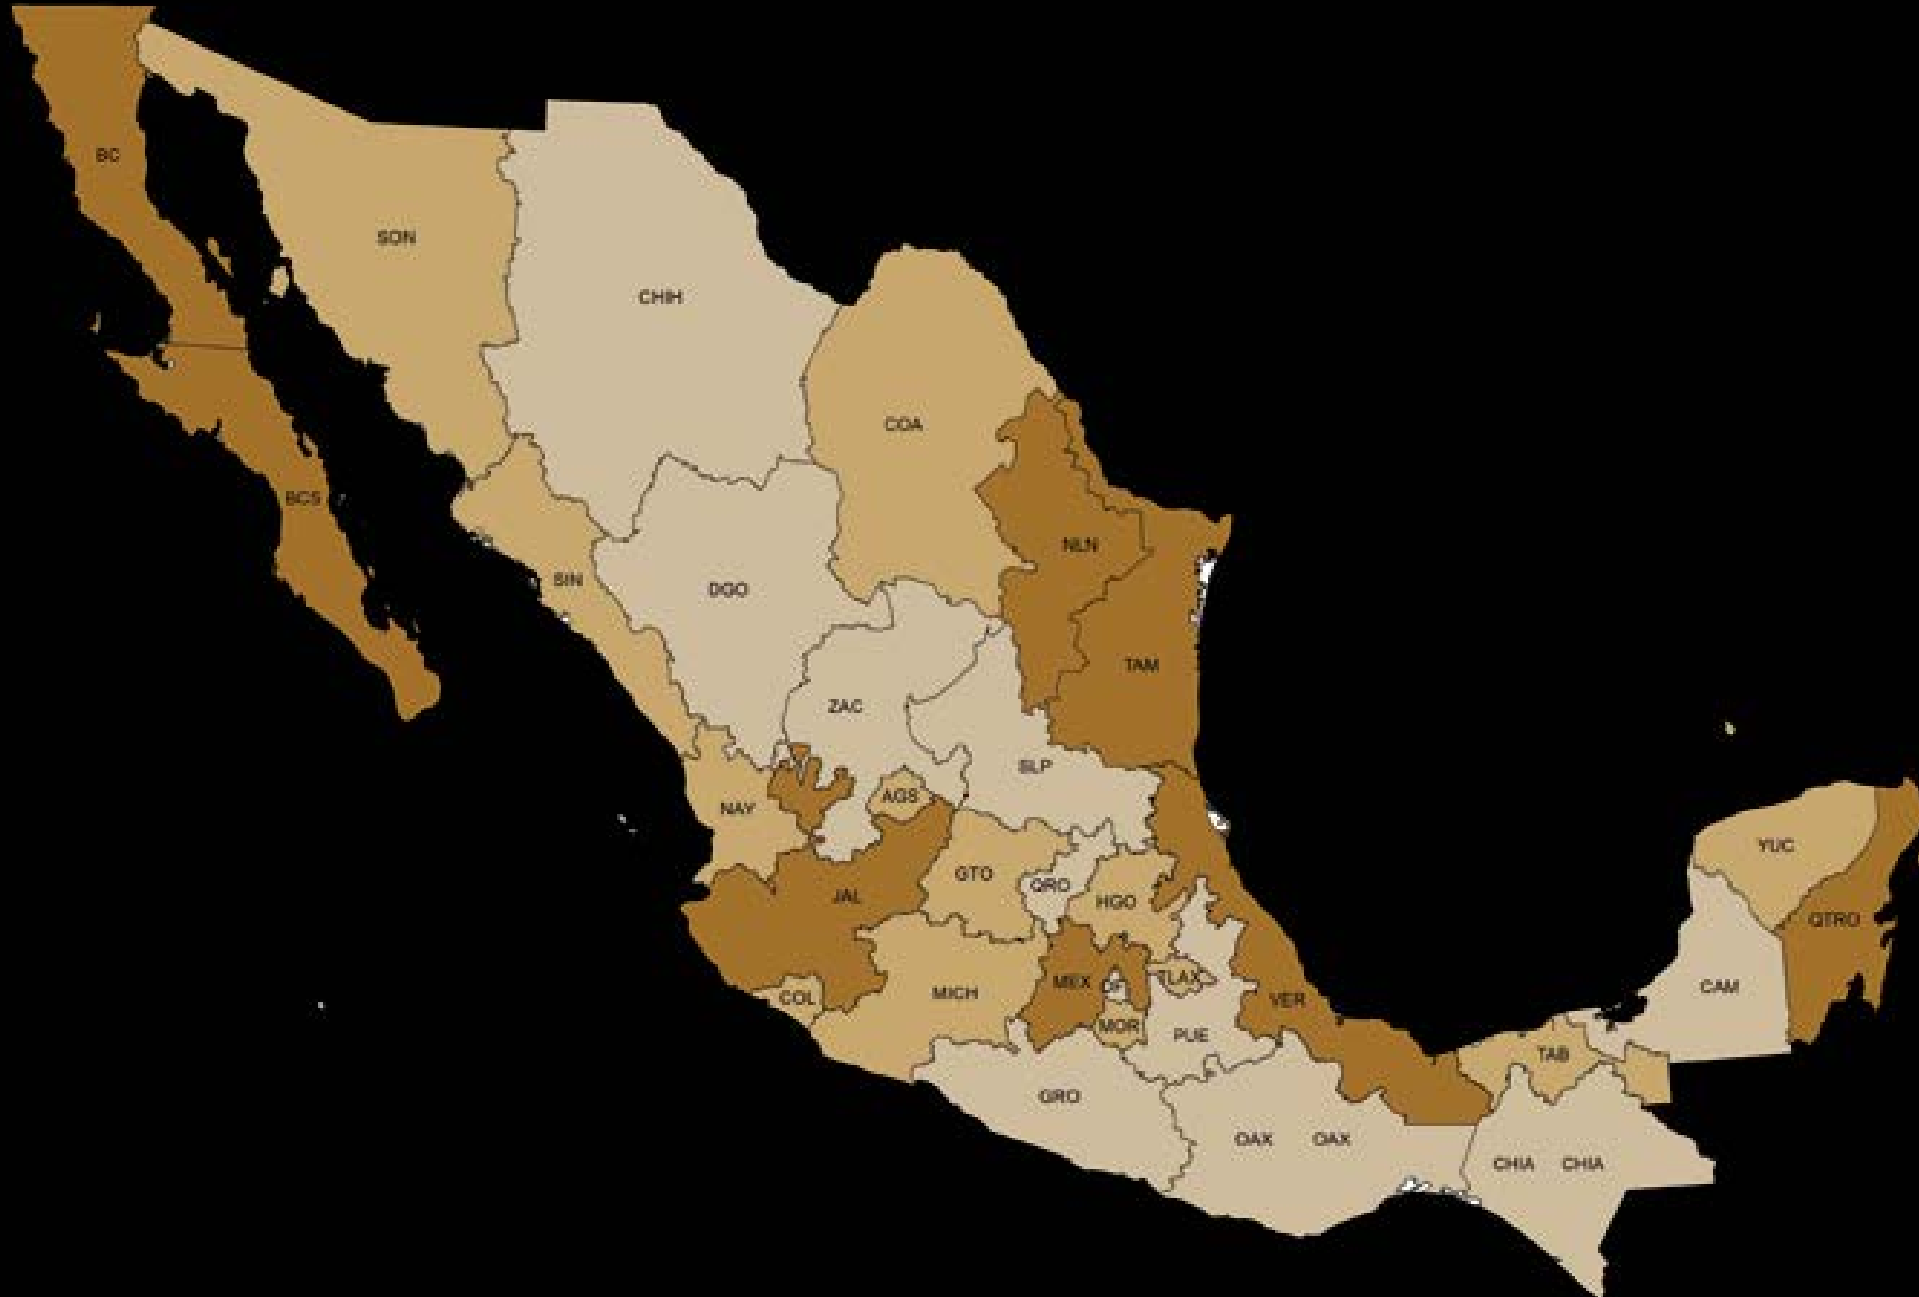 BC
SON
CHIH
COA
BCS
NLN
SIN
DGO
TAM
ZAC
SLP
NAY
AGS
YUC
GTO
QRO
JAL
HGO
QTRO
MEX
DF
TLAX
CAM
COL
MICH
VER
MOR
PUE
TAB
GRO
OAX OAX
CHIA CHIA